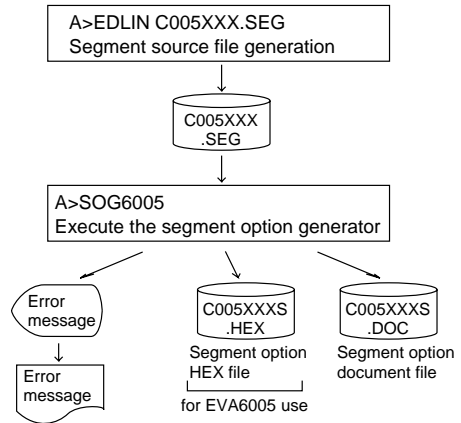 A>EDLIN C005XXX.SEG
Segment source file generation
C005XXX
.SEG
A>SOG6005
Execute the segment option generator
Error
message
Error
message
C005XXXS
.HEX
Segment option
HEX file
for EVA6005 use
C005XXXS
.DOC
Segment option
document file